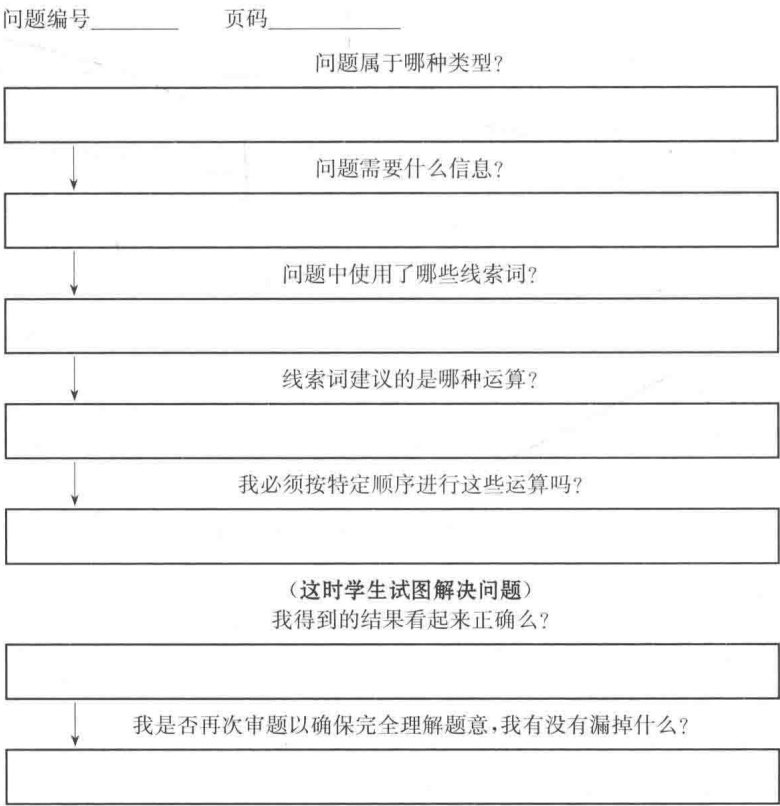 问题编号________ 页码____________
问题属于哪种类型?
问题需要什么信息?
问题中使用了哪些线索词?
线索词建议的是哪种运算?
我必须按特定顺序进行这些运算吗?
(这时学生试图解决问题)
我得到的结果看起来正确么?
我是否再次审题以确保完全理解题意,我有没有漏掉什么?